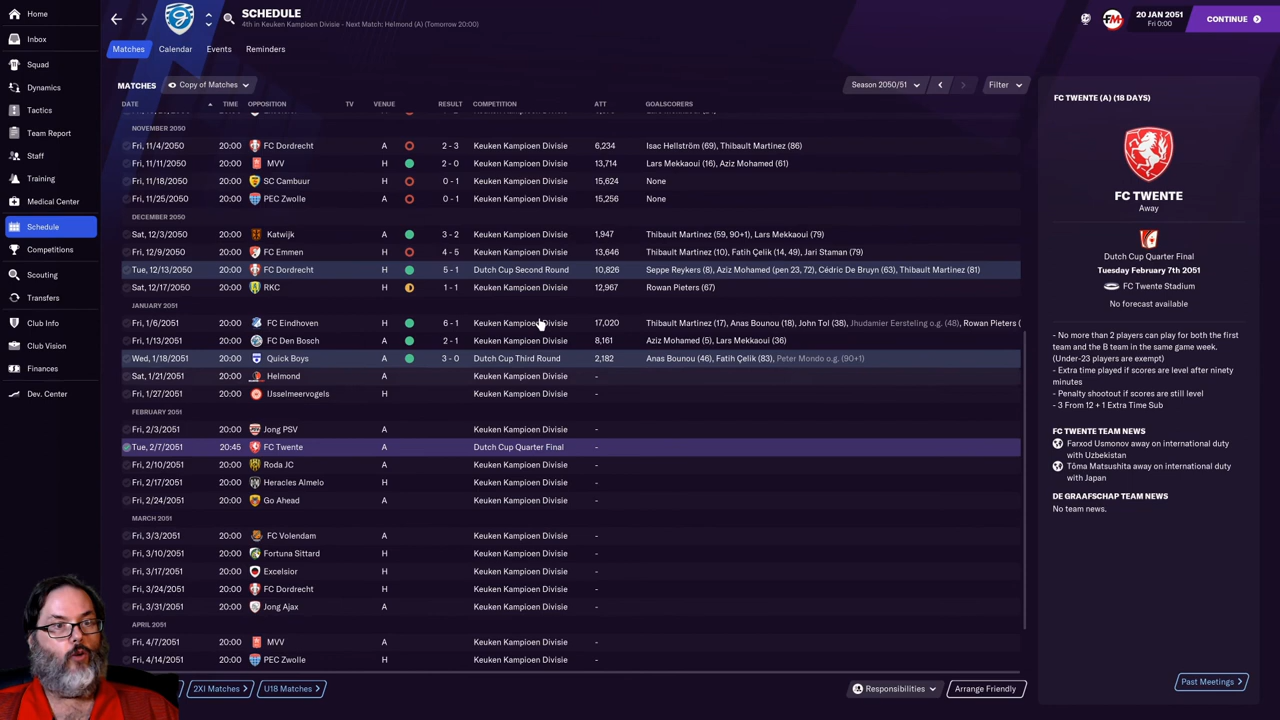 Home
Inbox
Squad
Dynamics
Tactics
Team Report
Staff
Training
Medical Center
Schedule
Competitions
Scouting
Transfers
Club Info
Club Vision
Finances
Dev. Center
SCHEDULE
4th in Keuken Kampioen Divisie - Next Match: Helmond (A) (Tomorrow 20:00)
FM
20 JAN 2051
Fri 0:00
CONTINUE
Matches Calendar Events Reminders
MATCHES Copy of Matches Season 2050/51 Filter
DATE TIME OPPOSITION TV VENUE RESULT COMPETITION ATT GOALSCORERS
NOVEMBER 2050
Fri, 11/4/2050 20:00 FC Dordrecht A 2 - 3 Keuken Kampioen Divisie 6,234 Isac Hellström (69), Thibault Martinez (86)
Fri, 11/11/2050 20:00 MVV H 2 - 0 Keuken Kampioen Divisie 13,714 Lars Mekkaoui (16), Aziz Mohamed (61)
Fri, 11/18/2050 20:00 SC Cambuur H 0 - 1 Keuken Kampioen Divisie 15,624 None
Fri, 11/25/2050 20:00 PEC Zwolle A 0 - 1 Keuken Kampioen Divisie 15,256 None
DECEMBER 2050
Sat, 12/3/2050 20:00 Katwijk A 3 - 2 Keuken Kampioen Divisie 1,947 Thibault Martinez (59, 90+1), Lars Mekkaoui (79)
Fri, 12/9/2050 20:00 FC Emmen H 4 - 5 Keuken Kampioen Divisie 13,646 Thibault Martinez (10), Fatih Çelik (14, 49), Jari Staman (79)
Tue, 12/13/2050 20:00 FC Dordrecht H 5 - 1 Dutch Cup Second Round 10,826 Seppe Reykers (8), Aziz Mohamed (pen 23, 72), Cédric De Bruyn (63), Thibault Martinez (81)
Sat, 12/17/2050 20:00 RKC H 1 - 1 Keuken Kampioen Divisie 12,967 Rowan Pieters (67)
JANUARY 2051
Fri, 1/6/2051 20:00 FC Eindhoven H 6 - 1 Keuken Kampioen Divisie 17,020 Thibault Martinez (17), Anas Bounou (18), John Tol (38), Jhudamier Eersteling o.g. (49), Rowan Pieters (
Fri, 1/13/2051 20:00 FC Den Bosch A 2 - 1 Keuken Kampioen Divisie 8,161 Aziz Mohamed (5), Lars Mekkaoui (36)
Wed, 1/18/2051 20:00 Quick Boys A 3 - 0 Dutch Cup Third Round 2,182 Anas Bounou (46), Fatih Çelik (83), Peter Mondo o.g. (90+1)
Sat, 1/21/2051 20:00 Helmond A Keuken Kampioen Divisie -
Fri, 1/27/2051 20:00 IJsselmeervogels H Keuken Kampioen Divisie -
FEBRUARY 2051
Fri, 2/3/2051 20:00 Jong PSV A Keuken Kampioen Divisie -
Tue, 2/7/2051 20:45 FC Twente A Dutch Cup Quarter Final
Fri, 2/10/2051 20:00 Roda JC A Keuken Kampioen Divisie -
Fri, 2/17/2051 20:00 Heracles Almelo H Keuken Kampioen Divisie -
Fri, 2/24/2051 20:00 Go Ahead A Keuken Kampioen Divisie -
MARCH 2051
Fri, 3/3/2051 20:00 FC Volendam A Keuken Kampioen Divisie -
Fri, 3/10/2051 20:00 Fortuna Sittard H Keuken Kampioen Divisie -
Fri, 3/17/2051 20:00 Excelsior H Keuken Kampioen Divisie -
Fri, 3/24/2051 20:00 FC Dordrecht H Keuken Kampioen Divisie -
Fri, 3/31/2051 20:00 Jong Ajax A Keuken Kampioen Divisie -
APRIL 2051
Fri, 4/7/2051 20:00 MVV A Keuken Kampioen Divisie -
Fri, 4/14/2051 20:00 PEC Zwolle H Keuken Kampioen Divisie -
2XI Matches U18 Matches Responsibilities Arrange Friendly
FC TWENTE (A) (18 DAYS)
FC TWENTE
Away
Dutch Cup Quarter Final
Tuesday February 7th 2051
FC Twente Stadium
No forecast available
- No more than 2 players can play for both the
first team and the B team in the same game week.
(Under-23 players are exempt)
- Extra time played if scores are level after ninety
minutes
- Penalty shootout if scores are still level
- 3 From 12 + 1 Extra Time Sub
FC TWENTE TEAM NEWS
Farxod Usmonov away on international duty
with Uzbekistan
Tōma Matsushita away on international duty
with Japan
DE GRAAFSCHAP TEAM NEWS
No team news.
Past Meetings